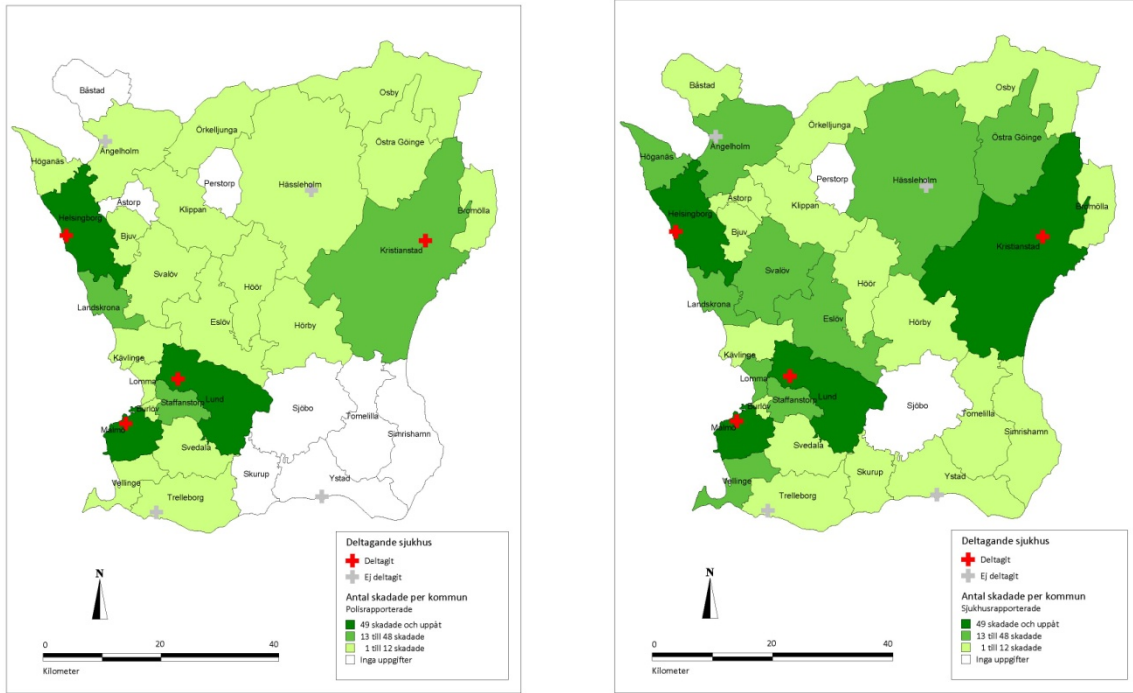 Båstad
Osby
Örkelljunga
Östra Göinge
Höganäs
Ängelholm
Perstorp
Hässleholm
Åstorp
Klippan
Bromölla
Helsingborg
Bjuv
Kristianstad
Svalöv
Höör
Landskrona
Eslöv
Hörby
Kävlinge
Lomma
Lund
Staffanstorp
Burlöv
Sjöbo
Tomelilla
Malmö
Simrishamn
Svedala
Skurup
Ystad
Vellinge
Trelleborg
Deltagande sjukhus
Deltagit
Ej deltagit
Antal skadade per kommun
Polisrapporterade
49 skadade och uppåt
13 till 48 skadade
1 till 12 skadade
Inga uppgifter
N
0 20 40
Kilometer
Båstad
Osby
Örkelljunga
Östra Göinge
Höganäs
Ängelholm
Perstorp
Hässleholm
Åstorp
Klippan
Bromölla
Helsingborg
Bjuv
Kristianstad
Svalöv
Höör
Landskrona
Eslöv
Hörby
Kävlinge
Lomma
Lund
Staffanstorp
Burlöv
Sjöbo
Tomelilla
Malmö
Simrishamn
Svedala
Skurup
Ystad
Vellinge
Trelleborg
Deltagande sjukhus
Deltagit
Ej deltagit
Antal skadade per kommun
Sjukhusrapporterade
49 skadade och uppåt
13 till 48 skadade
1 till 12 skadade
Inga uppgifter
N
0 20 40
Kilometer